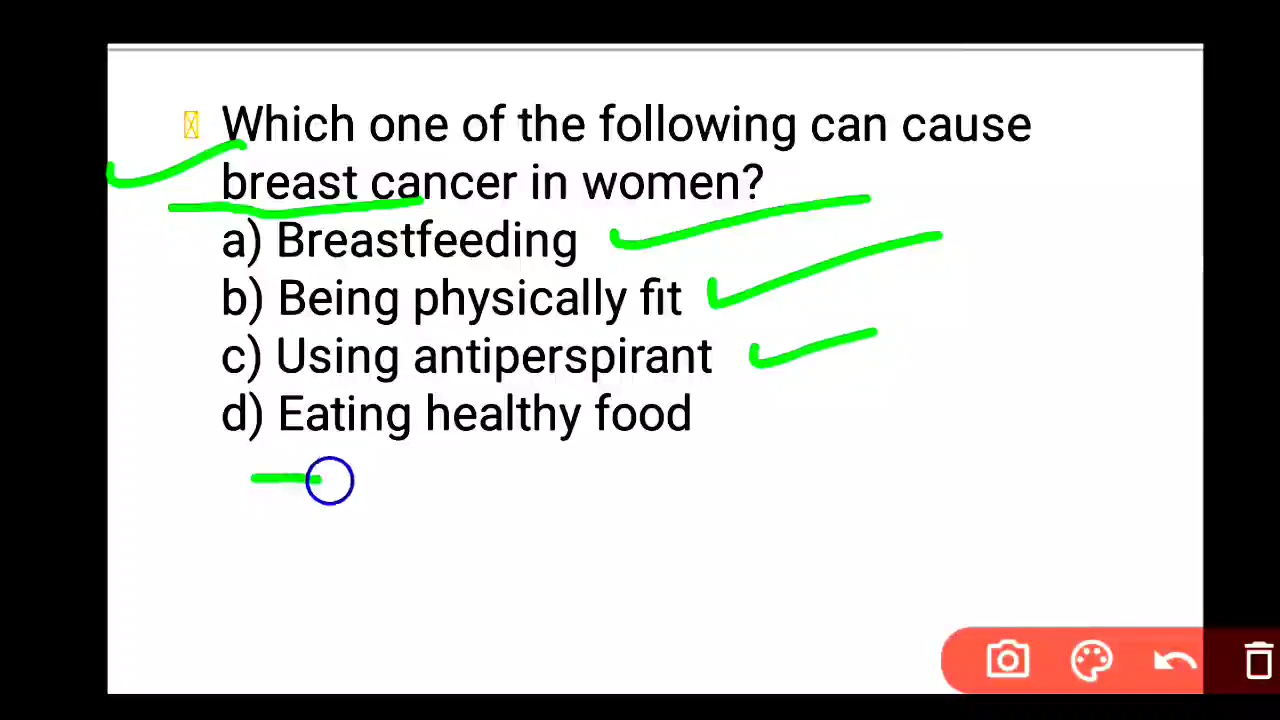 Which one of the following can cause
breast cancer in women?
a) Breastfeeding
b) Being physically fit
c) Using antiperspirant
d) Eating healthy food